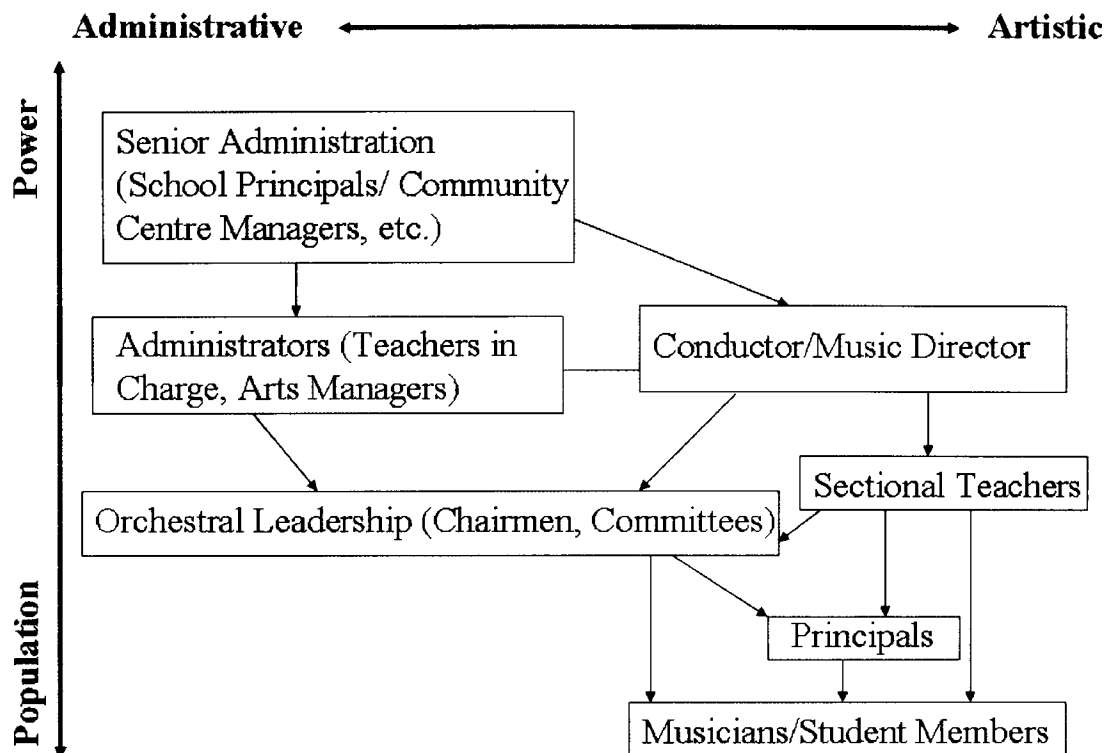 Administrative
Artistic
Power
Senior Administration
(School Principals/ Community
Centre Managers, etc.)
Administrators (Teachers in
Charge, Arts Managers)
Conductor/Music Director
Sectional Teachers
Orchestral Leadership (Chairmen, Committees)
Population
Principals
Musicians/Student Members